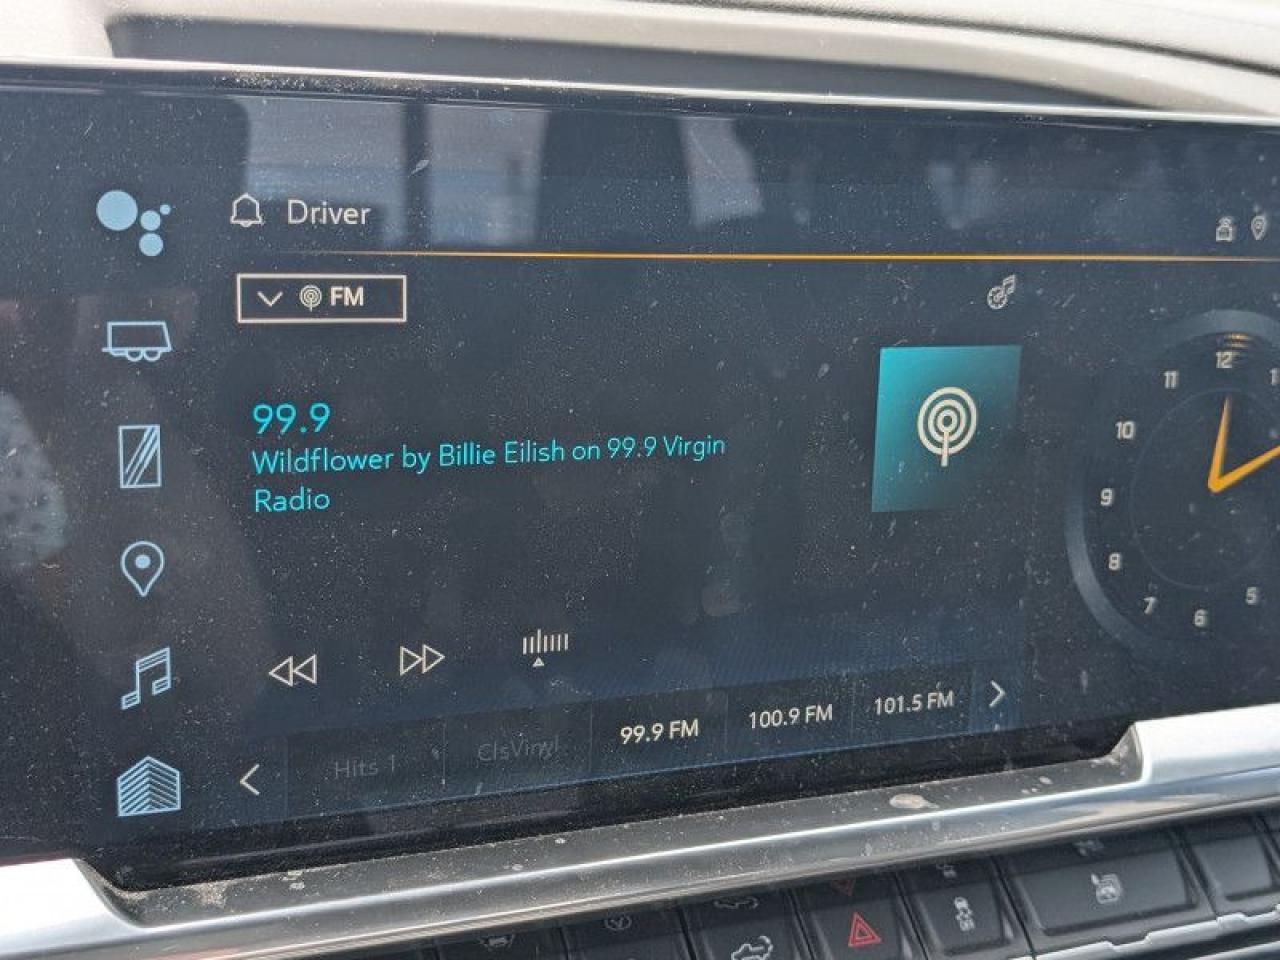 Driver
FM
99.9
Wildflower by Billie Eilish on 99.9 Virgin
Radio
Hits 1
ClsVinyl
99.9 FM
100.9 FM
101.5 FM
12
11
10
9
8
7
6
5